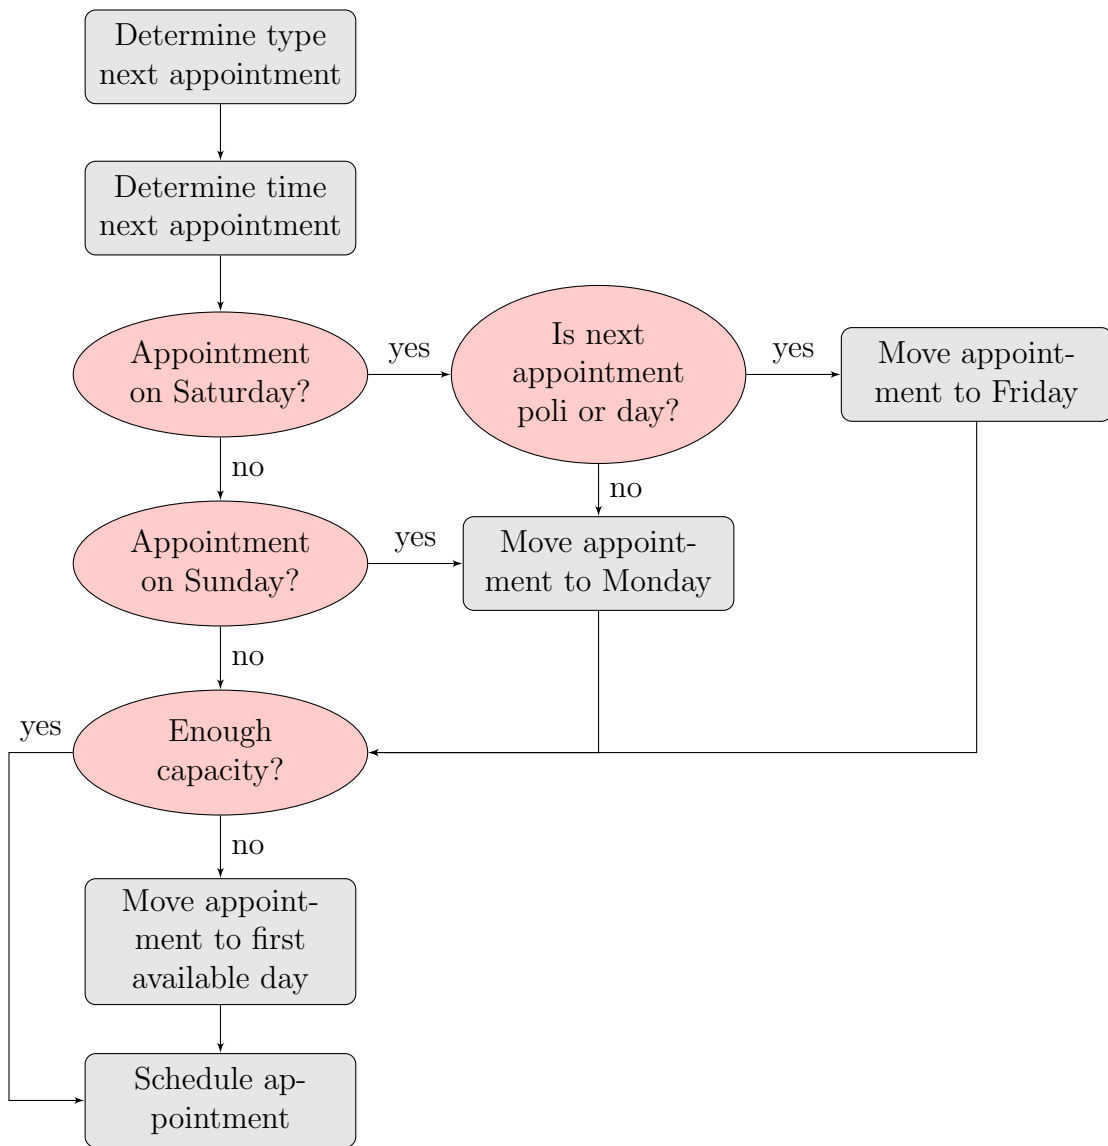 Determine type
next appointment
Determine time
next appointment
Appointment
on Saturday?
yes
Is next
appointment
poli or day?
yes
Move appoint-
ment to Friday
no
no
Appointment
on Sunday?
yes
Move appoint-
ment to Monday
no
yes
Enough
capacity?
no
Move appoint-
ment to first
available day
Schedule ap-
pointment